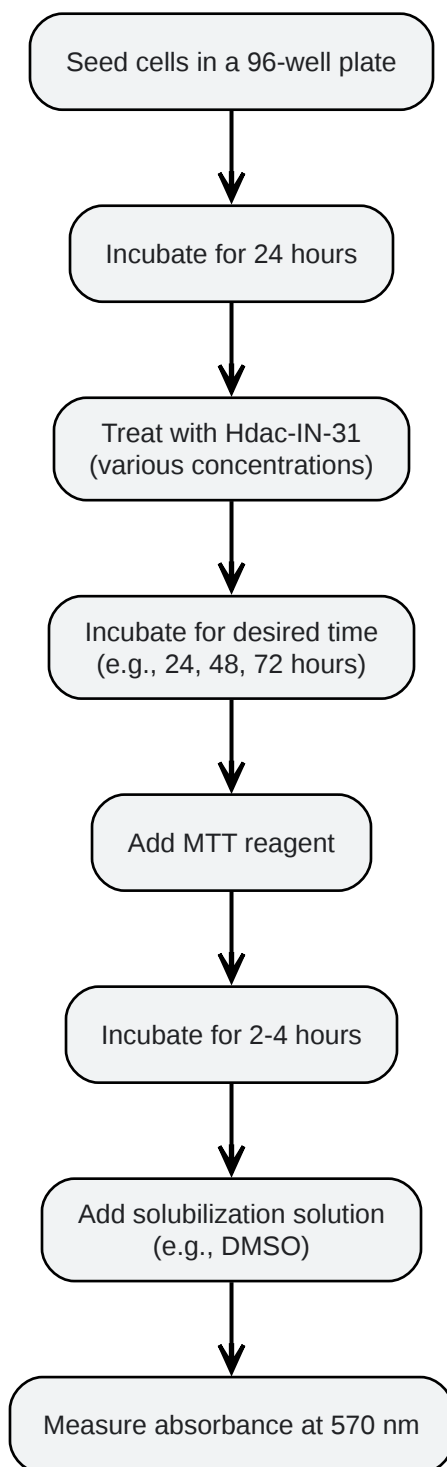 Seed cells in a 96-well plate
Incubate for 24 hours
Treat with Hdac-IN-31
(various concentrations)
Incubate for desired time
(e.g., 24, 48, 72 hours)
Add MTT reagent
Incubate for 2-4 hours
Add solubilization solution
(e.g., DMSO)
Measure absorbance at 570 nm